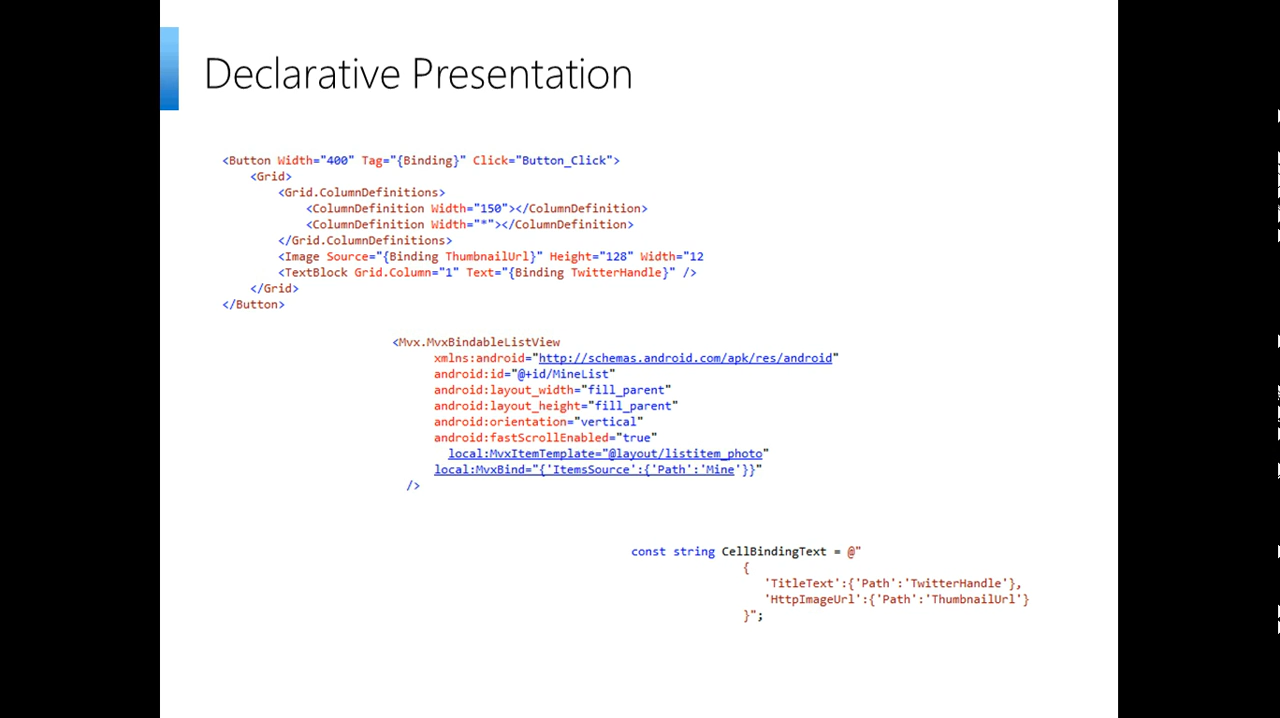 Declarative Presentation
<Button Width="400" Tag="{Binding}" Click="Button_Click">
<Grid>
<Grid.ColumnDefinitions>
<ColumnDefinition Width="150"></ColumnDefinition>
<ColumnDefinition Width="*"></ColumnDefinition>
</Grid.ColumnDefinitions>
<Image Source="{Binding ThumbnailUrl}" Height="128" Width="12
<TextBlock Grid.Column="1" Text="{Binding TwitterHandle}" />
</Grid>
</Button>
<Mvx.MvxBindableListView
xmlns:android="http://schemas.android.com/apk/res/android"
android:id="@+id/MineList"
android:layout_width="fill_parent"
android:layout_height="fill_parent"
android:orientation="vertical"
android:fastScrollEnabled="true"
local:MvxItemTemplate="@layout/listitem_photo"
local:MvxBind="{'ItemsSource':{'Path':'Mine'}}"
/>
const string CellBindingText = @"
{
'TitleText':{'Path':'TwitterHandle'},
'HttpImageUrl':{'Path':'ThumbnailUrl'}
}";